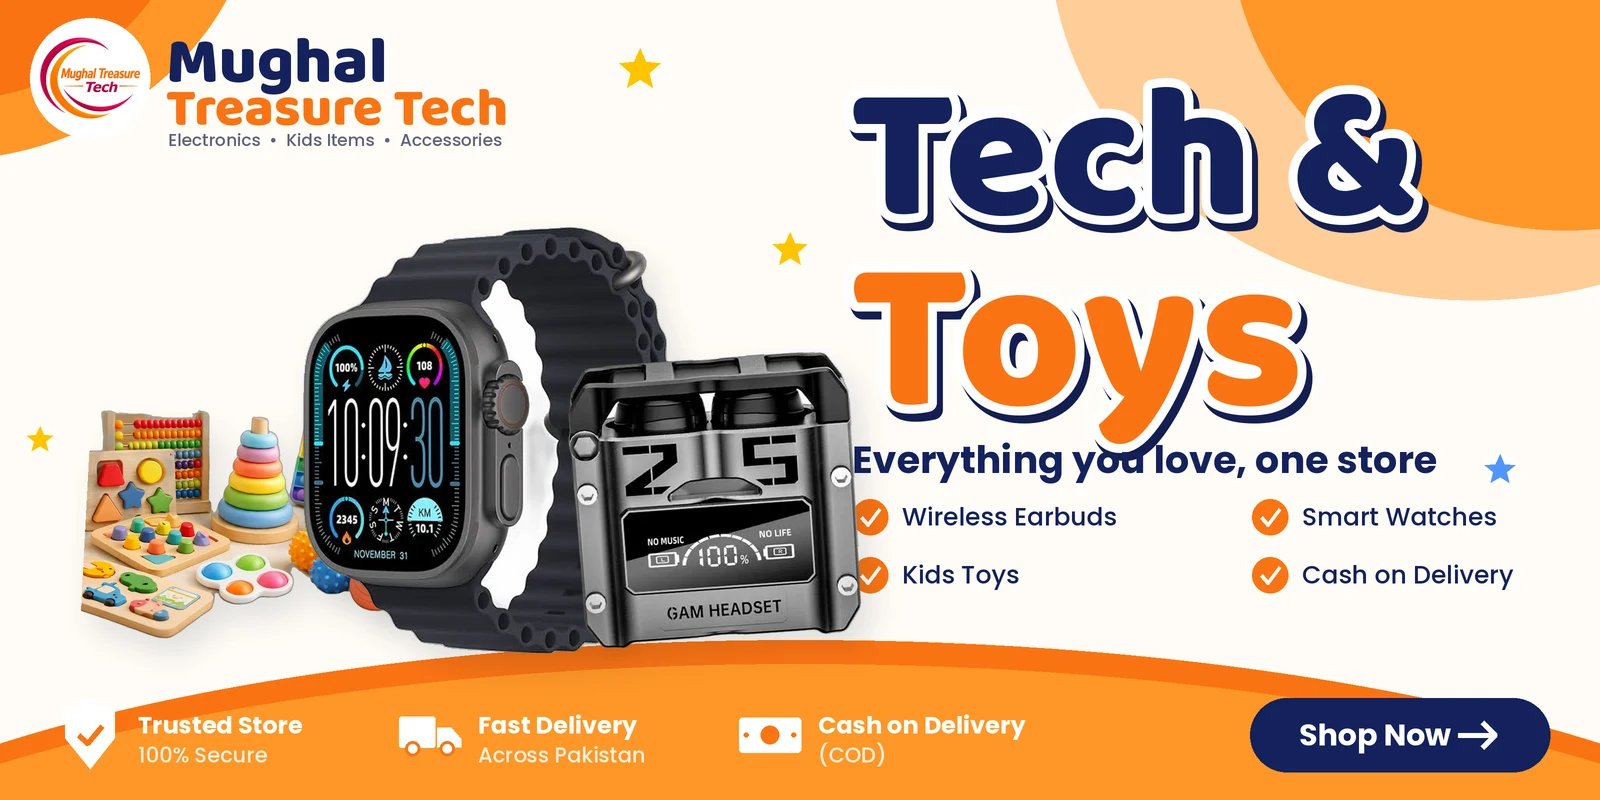 Mughal Treasure
Tech
Mughal
Treasure Tech
Electronics • Kids Items • Accessories
Tech &
Toys
Everything you love, one store
Wireless Earbuds
Smart Watches
Kids Toys
Cash on Delivery
100%
108
10:09:30
2345
KM
10.1
NOVEMBER 31
25
NO MUSIC
NO LIFE
100%
GAM HEADSET
Trusted Store
100% Secure
Fast Delivery
Across Pakistan
Cash on Delivery
(COD)
Shop Now